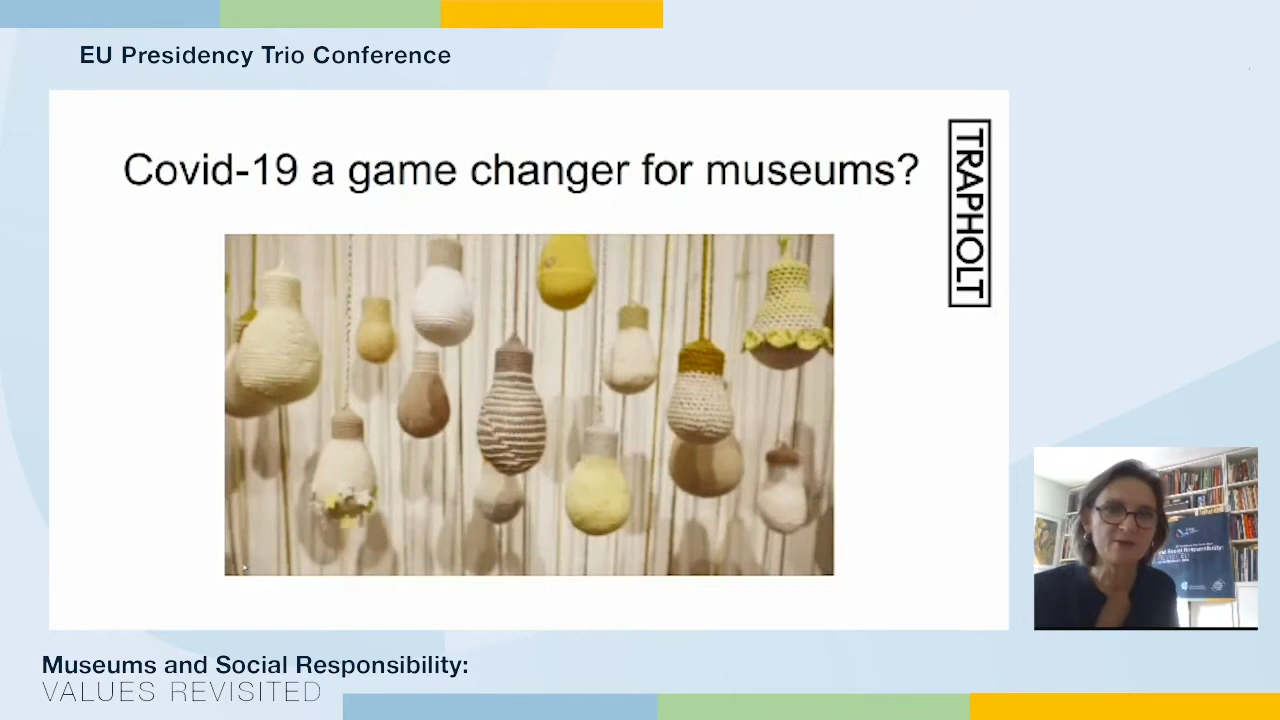 EU Presidency Trio Conference
Covid-19 a game changer for museums?
TRAPHOLT
Museums and Social Responsibility:
VALUES REVISITED